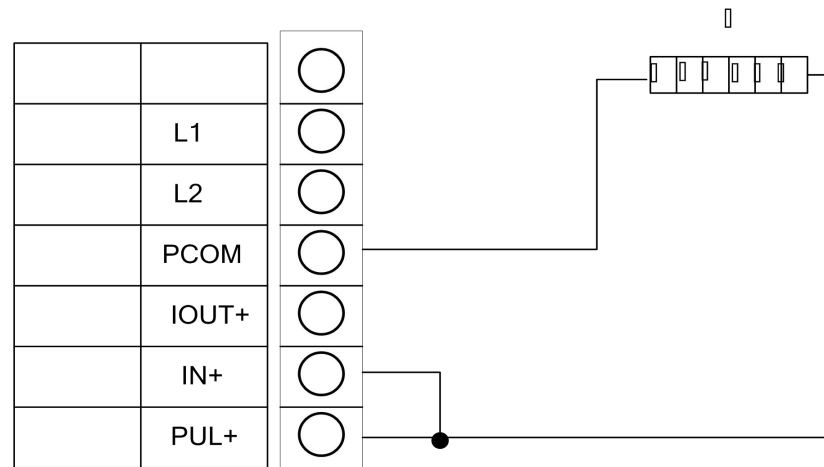 L1
L2
PCOM
IOUT+
IN+
PUL+